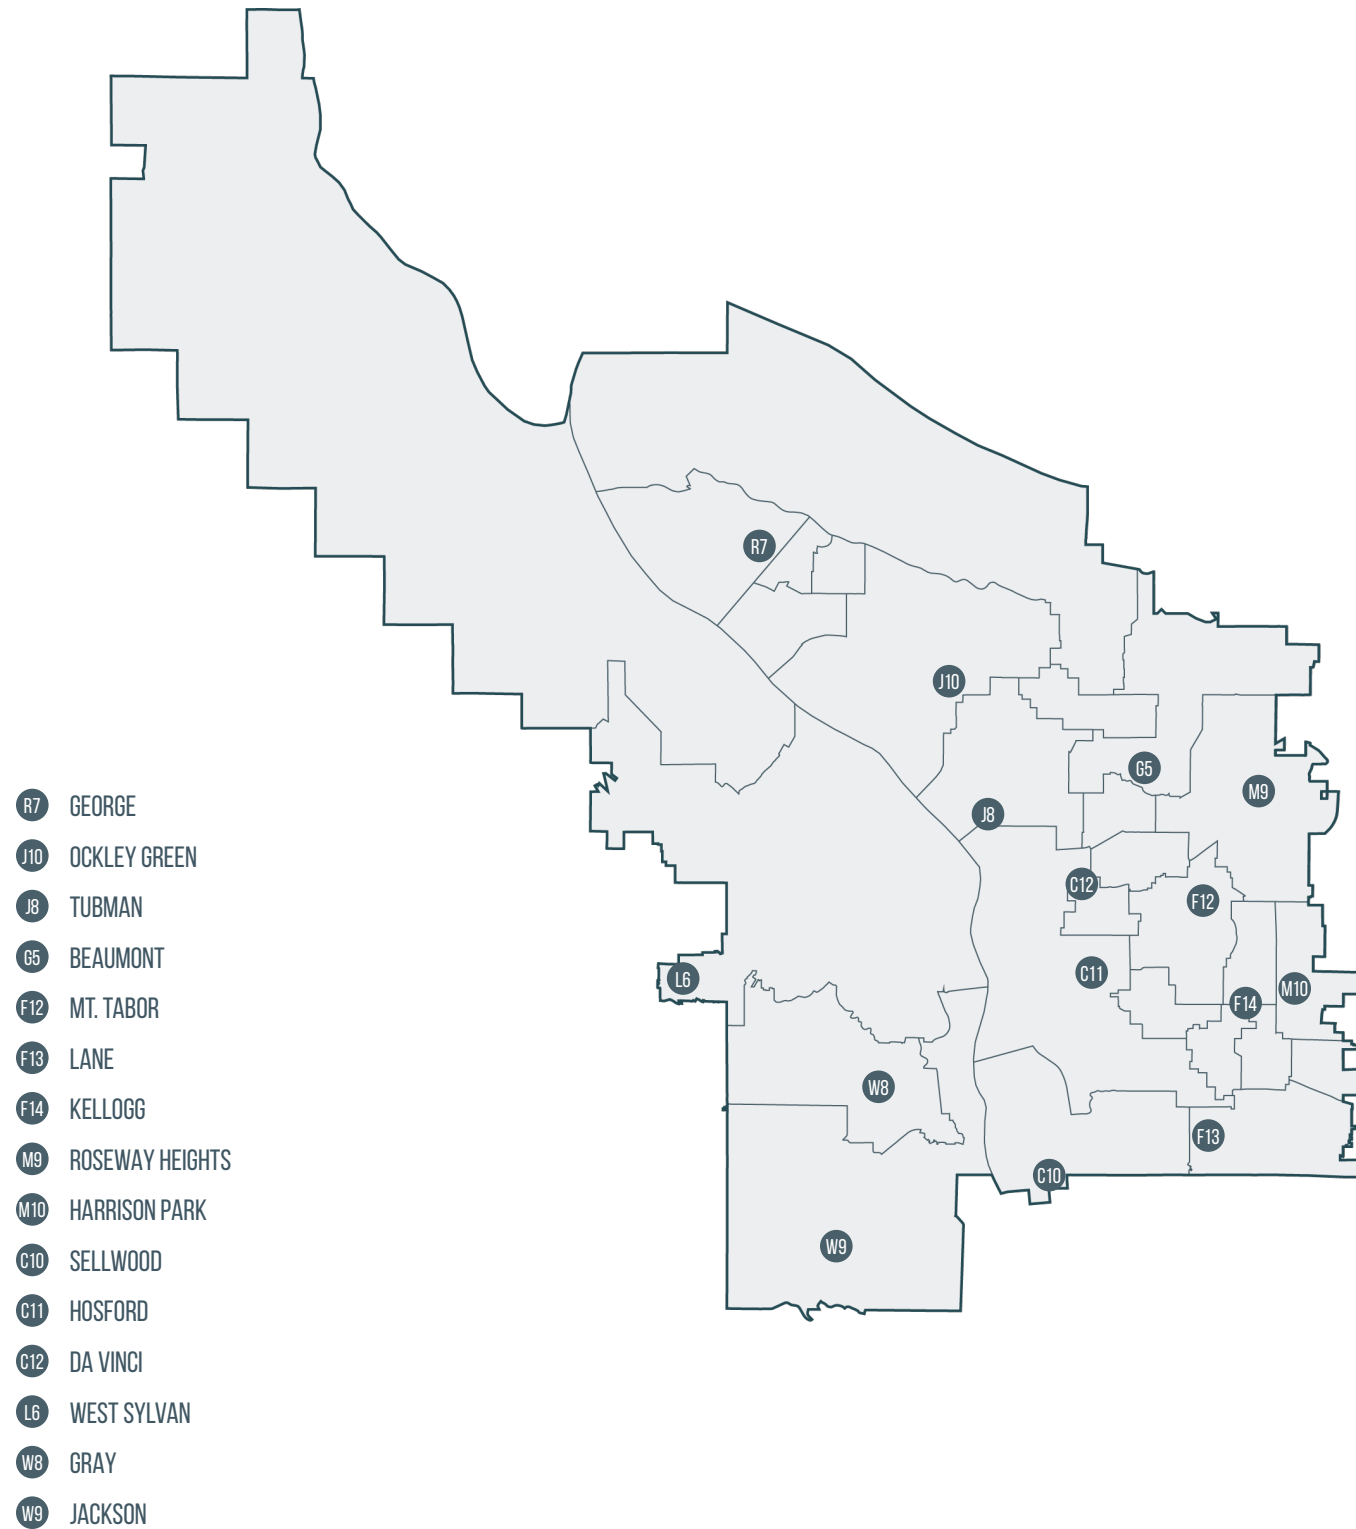 R7
J10
G5
M9
J8
C12
F12
C11
L6
M10
F14
W8
F13
C10
W9
R7 GEORGE
J10 OCKLEY GREEN
J8 TUBMAN
G5 BEAUMONT
F12 MT. TABOR
F13 LANE
F14 KELLOGG
M9 ROSEWAY HEIGHTS
M10 HARRISON PARK
C10 SELLWOOD
C11 HOSFORD
C12 DA VINCI
L6 WEST SYLVAN
W8 GRAY
W9 JACKSON